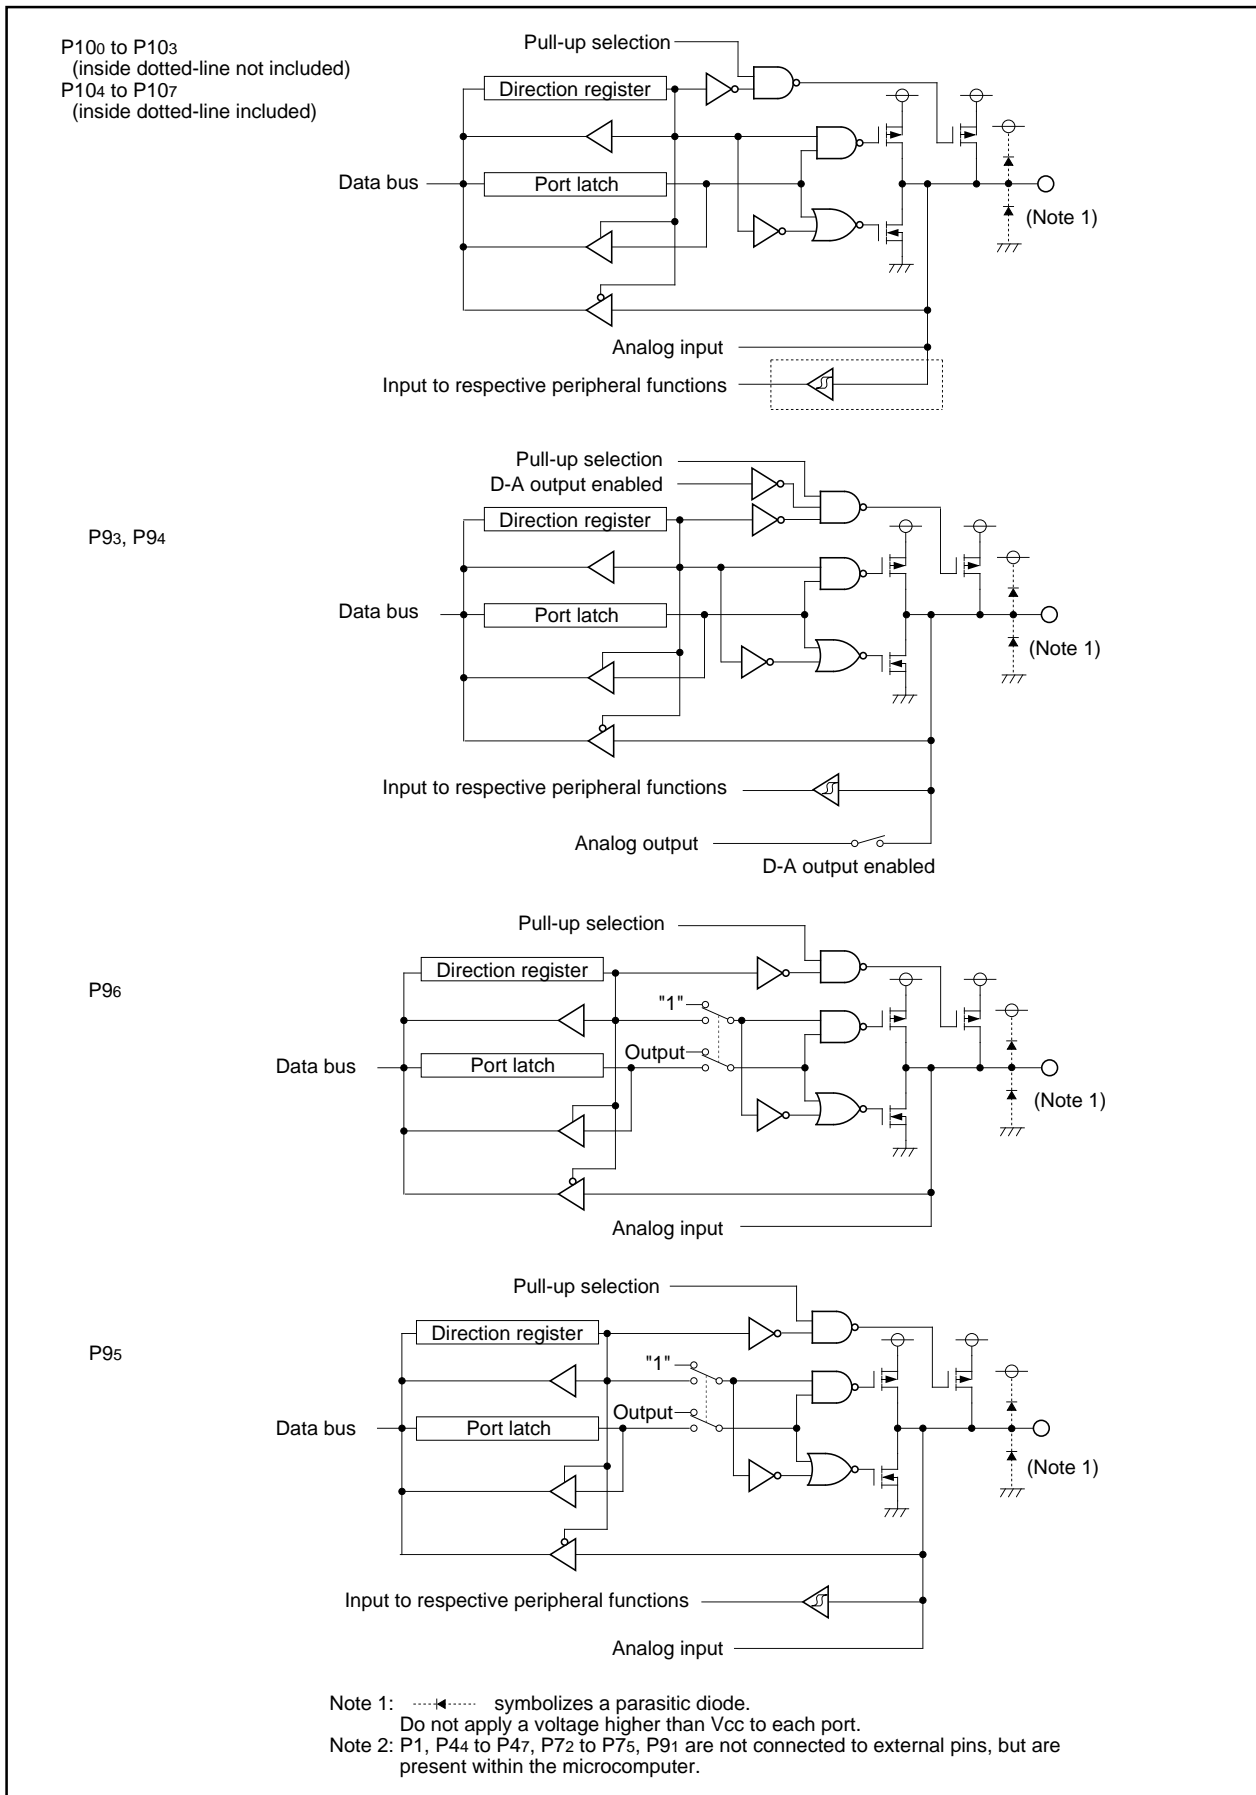 P100 to P103
(inside dotted-line not included)
P104 to P107
(inside dotted-line included)
Pull-up selection
Direction register
Data bus
Port latch
(Note 1)
Analog input
Input to respective peripheral functions
P93, P94
Pull-up selection
D-A output enabled
Direction register
Data bus
Port latch
(Note 1)
Input to respective peripheral functions
Analog output
D-A output enabled
P96
Pull-up selection
Direction register
"1"
Output
Data bus
Port latch
(Note 1)
Analog input
P95
Pull-up selection
Direction register
"1"
Output
Data bus
Port latch
(Note 1)
Input to respective peripheral functions
Analog input
Note 1: symbolizes a parasitic diode.
Do not apply a voltage higher than Vcc to each port.
Note 2: P1, P44 to P47, P72 to P75, P91 are not connected to external pins, but are
present within the microcomputer.